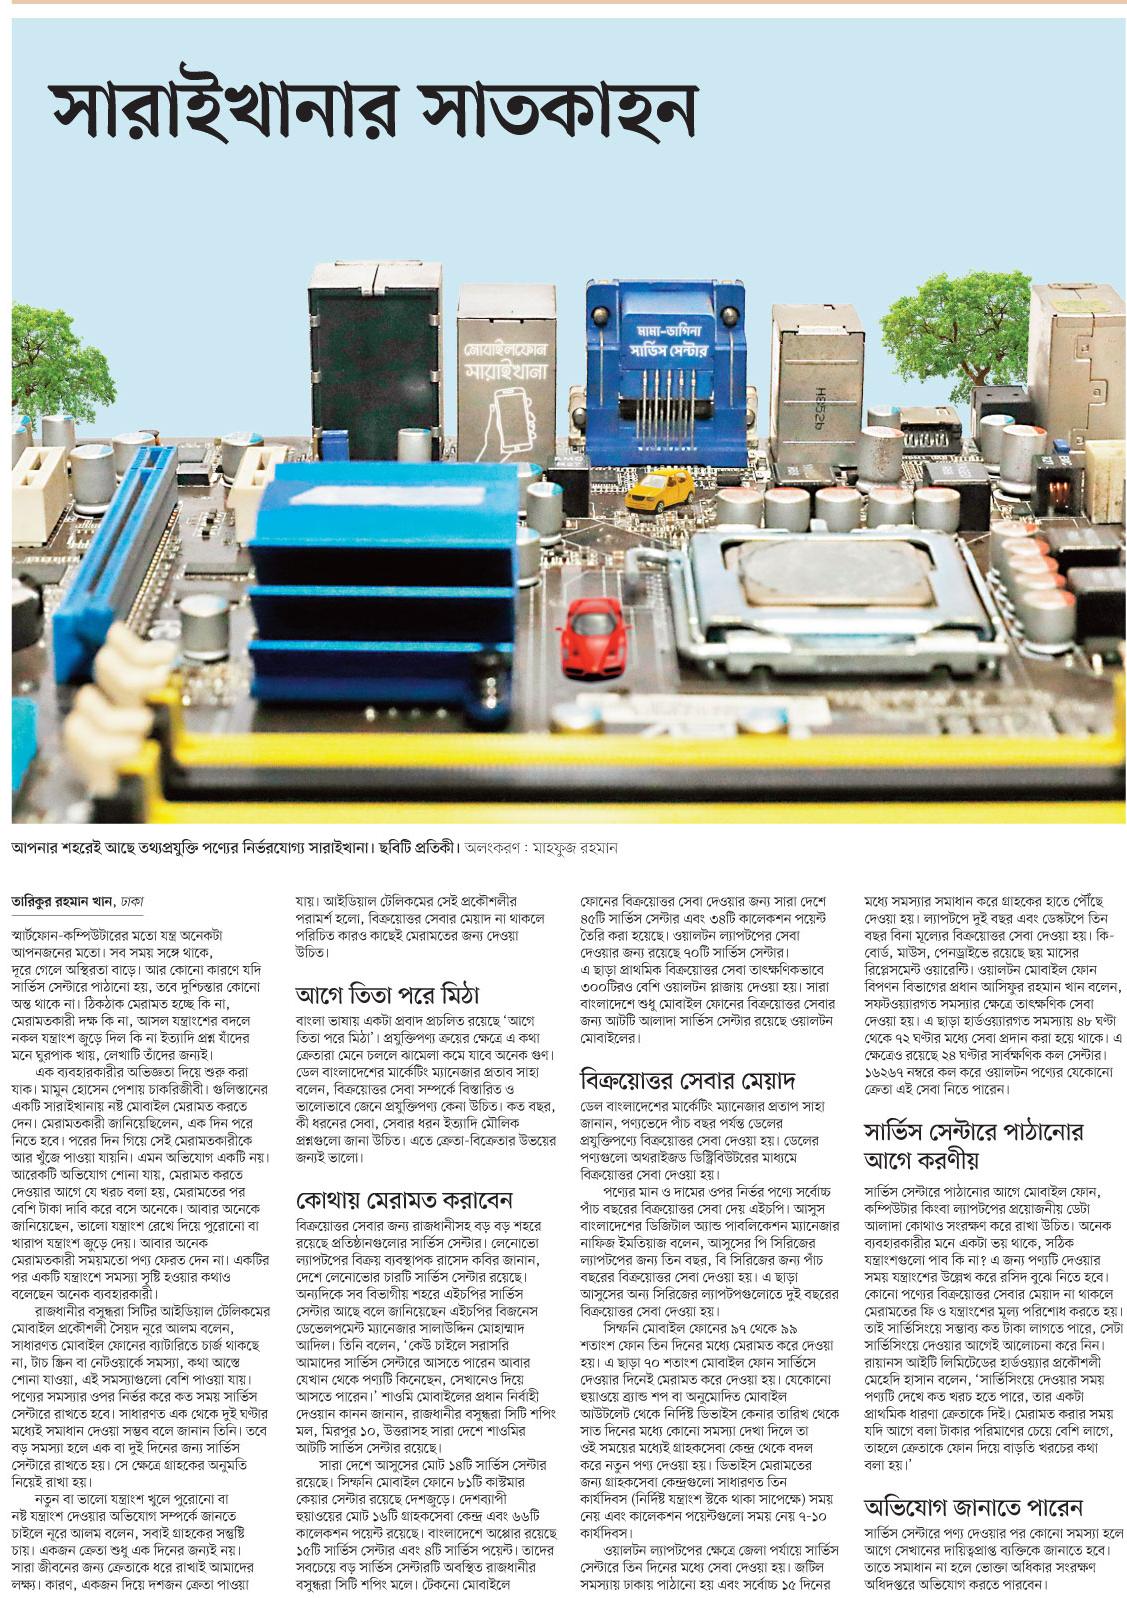 সারাইখানার সাতকাহন
মোবাইলফোন
সারাইখানা
মামা-ভাগিনা
সার্ভিস সেন্টার
H852b
আপনার শহরেই আছে তথ্যপ্রযুক্তি পণ্যের নির্ভরযোগ্য সারাইখানা। ছবিটি প্রতিকী। অলংকরণ : মাহফুজ রহমান
তারিকুর রহমান খান, ঢাকা
স্মার্টফোন-কম্পিউটারের মতো যন্ত্র অনেকটা
আপনজনের মতো। সব সময় সঙ্গে থাকে,
দূরে গেলে অস্থিরতা বাড়ে। আর কোনো কারণে যদি
সার্ভিস সেন্টারে পাঠানো হয়, তবে দুশ্চিন্তার কোনো
অন্ত থাকে না। ঠিকঠাক মেরামত হচ্ছে কি না,
মেরামতকারী দক্ষ কি না, আসল যন্ত্রাংশের বদলে
নকল যন্ত্রাংশ জুড়ে দিল কি না ইত্যাদি প্রশ্ন যাঁদের
মনে ঘুরপাক খায়, লেখাটি তাঁদের জন্যই।
এক ব্যবহারকারীর অভিজ্ঞতা দিয়ে শুরু করা
যাক। মামুন হোসেন পেশায় চাকরিজীবী। গুলিস্তানের
একটি সারাইখানায় নষ্ট মোবাইল মেরামত করতে
দেন। মেরামতকারী জানিয়েছিলেন, এক দিন পরে
নিতে হবে। পরের দিন গিয়ে সেই মেরামতকারীকে
আর খুঁজে পাওয়া যায়নি। এমন অভিযোগ একটি নয়।
আরেকটি অভিযোগ শোনা যায়, মেরামত করতে
দেওয়ার আগে যে খরচ বলা হয়, মেরামতের পর
বেশি টাকা দাবি করে বসে অনেকে। আবার অনেকে
জানিয়েছেন, ভালো যন্ত্রাংশ রেখে দিয়ে পুরোনো বা
খারাপ যন্ত্রাংশ জুড়ে দেয়। আবার অনেক
মেরামতকারী সময়মতো পণ্য ফেরত দেন না। একটির
পর একটি যন্ত্রাংশে সমস্যা সৃষ্টি হওয়ার কথাও
বলেছেন অনেক ব্যবহারকারী।
রাজধানীর বসুন্ধরা সিটির আইডিয়াল টেলিকমের
মোবাইল প্রকৌশলী সৈয়দ নূরে আলম বলেন,
সাধারণত মোবাইল ফোনের ব্যাটারিতে চার্জ থাকছে
না, টাচ স্ক্রিন বা নেটওয়ার্কে সমস্যা, কথা আস্তে
শোনা যাওয়া, এই সমস্যাগুলো বেশি পাওয়া যায়।
পণ্যের সমস্যার ওপর নির্ভর করে কত সময় সার্ভিস
সেন্টারে রাখতে হবে। সাধারণত এক থেকে দুই ঘণ্টার
মধ্যেই সমাধান দেওয়া সম্ভব বলে জানান তিনি। তবে
বড় সমস্যা হলে এক বা দুই দিনের জন্য সার্ভিস
সেন্টারে রাখতে হয়। সে ক্ষেত্রে গ্রাহকের অনুমতি
নিয়েই রাখা হয়।
নতুন বা ভালো যন্ত্রাংশ খুলে পুরোনো বা
নষ্ট যন্ত্রাংশ দেওয়ার অভিযোগ সম্পর্কে জানতে
চাইলে নূরে আলম বলেন, সবাই গ্রাহকের সন্তুষ্টি
চায়। একজন ক্রেতা শুধু এক দিনের জন্যই নয়।
সারা জীবনের জন্য ক্রেতাকে ধরে রাখাই আমাদের
লক্ষ্য। কারণ, একজন দিয়ে দশজন ক্রেতা পাওয়া
যায়। আইডিয়াল টেলিকমের সেই প্রকৌশলীর
পরামর্শ হলো, বিক্রয়োত্তর সেবার মেয়াদ না থাকলে
পরিচিত কারও কাছেই মেরামতের জন্য দেওয়া
উচিত।
আগে তিতা পরে মিঠা
বাংলা ভাষায় একটা প্রবাদ প্রচলিত রয়েছে ‘আগে
তিতা পরে মিঠা’। প্রযুক্তিপণ্য ক্রয়ের ক্ষেত্রে এ কথা
ক্রেতারা মেনে চললে ঝামেলা কমে যাবে অনেক গুণ।
ডেল বাংলাদেশের মার্কেটিং ম্যানেজার প্রতাব সাহা
বলেন, বিক্রয়োত্তর সেবা সম্পর্কে বিস্তারিত ও
ভালোভাবে জেনে প্রযুক্তিপণ্য কেনা উচিত। কত বছর,
কী ধরনের সেবা, সেবার ধরন ইত্যাদি মৌলিক
প্রশ্নগুলো জানা উচিত। এতে ক্রেতা-বিক্রেতার উভয়ের
জন্যই ভালো।
কোথায় মেরামত করাবেন
বিক্রয়োত্তর সেবার জন্য রাজধানীসহ বড় বড় শহরে
রয়েছে প্রতিষ্ঠানগুলোর সার্ভিস সেন্টার। লেনোভো
ল্যাপটপের বিক্রয় ব্যবস্থাপক রাসেদ কবির জানান,
দেশে লেনোভোর চারটি সার্ভিস সেন্টার রয়েছে।
অন্যদিকে সব বিভাগীয় শহরে এইচপির সার্ভিস
সেন্টার আছে বলে জানিয়েছেন এইচপির বিজনেস
ডেভেলপমেন্ট ম্যানেজার সালাউদ্দিন মোহাম্মাদ
আদিল। তিনি বলেন, ‘কেউ চাইলে সরাসরি
আমাদের সার্ভিস সেন্টারে আসতে পারেন আবার
যেখান থেকে পণ্যটি কিনেছেন, সেখানেও দিয়ে
আসতে পারেন।’ শাওমি মোবাইলের প্রধান নির্বাহী
দেওয়ান কানন জানান, রাজধানীর বসুন্ধরা সিটি শপিং
মল, মিরপুর ১০, উত্তরাসহ সারা দেশে শাওমির
আটটি সার্ভিস সেন্টার রয়েছে।
সারা দেশে আসুসের মোট ১৪টি সার্ভিস সেন্টার
রয়েছে। সিম্ফনি মোবাইল ফোনে ৮১টি কাস্টমার
কেয়ার সেন্টার রয়েছে দেশজুড়ে। দেশব্যাপী
হুয়াওয়ের মোট ১৬টি গ্রাহকসেবা কেন্দ্র এবং ৬৬টি
কালেকশন পয়েন্ট রয়েছে। বাংলাদেশে অপ্পোর রয়েছে
১৫টি সার্ভিস সেন্টার এবং ৪টি সার্ভিস পয়েন্ট। তাদের
সবচেয়ে বড় সার্ভিস সেন্টারটি অবস্থিত রাজধানীর
বসুন্ধরা সিটি শপিং মলে। টেকনো মোবাইলে
ফোনের বিক্রয়োত্তর সেবা দেওয়ার জন্য সারা দেশে
৪৫টি সার্ভিস সেন্টার এবং ৩৪টি কালেকশন পয়েন্ট
তৈরি করা হয়েছে। ওয়ালটন ল্যাপটপের সেবা
দেওয়ার জন্য রয়েছে ৭০টি সার্ভিস সেন্টার।
এ ছাড়া প্রাথমিক বিক্রয়োত্তর সেবা তাৎক্ষণিকভাবে
৩০০টিরও বেশি ওয়ালটন প্লাজায় দেওয়া হয়। সারা
বাংলাদেশে শুধু মোবাইল ফোনের বিক্রয়োত্তর সেবার
জন্য আটটি আলাদা সার্ভিস সেন্টার রয়েছে ওয়ালটন
মোবাইলের।
বিক্রয়োত্তর সেবার মেয়াদ
ডেল বাংলাদেশের মার্কেটিং ম্যানেজার প্রতাপ সাহা
জানান, পণ্যভেদে পাঁচ বছর পর্যন্ত ডেলের
প্রযুক্তিপণ্যে বিক্রয়োত্তর সেবা দেওয়া হয়। ডেলের
পণ্যগুলো অথরাইজড ডিস্ট্রিবিউটরের মাধ্যমে
বিক্রয়োত্তর সেবা দেওয়া হয়।
পণ্যের মান ও দামের ওপর নির্ভর পণ্যে সর্বোচ্চ
পাঁচ বছরের বিক্রয়োত্তর সেবা দেয় এইচপি। আসুস
বাংলাদেশের ডিজিটাল অ্যান্ড পাবলিকেশন ম্যানেজার
নাফিজ ইমতিয়াজ বলেন, আসুসের পি সিরিজের
ল্যাপটপের জন্য তিন বছর, বি সিরিজের জন্য পাঁচ
বছরের বিক্রয়োত্তর সেবা দেওয়া হয়। এ ছাড়া
আসুসের অন্য সিরিজের ল্যাপটপগুলোতে দুই বছরের
বিক্রয়োত্তর সেবা দেওয়া হয়।
সিম্ফনি মোবাইল ফোনের ৯৭ থেকে ৯৯
শতাংশ ফোন তিন দিনের মধ্যে মেরামত করে দেওয়া
হয়। এ ছাড়া ৭০ শতাংশ মোবাইল ফোন সার্ভিসে
দেওয়ার দিনেই মেরামত করে দেওয়া হয়। যেকোনো
হুয়াওয়ে ব্র্যান্ড শপ বা অনুমোদিত মোবাইল
আউটলেট থেকে নির্দিষ্ট ডিভাইস কেনার তারিখ থেকে
সাত দিনের মধ্যে কোনো সমস্যা দেখা দিলে তা
ওই সময়ের মধ্যেই গ্রাহকসেবা কেন্দ্র থেকে বদল
করে নতুন পণ্য দেওয়া হয়। ডিভাইস মেরামতের
জন্য গ্রাহকসেবা কেন্দ্রগুলো সাধারণত তিন
কার্যদিবস (নির্দিষ্ট যন্ত্রাংশ স্টকে থাকা সাপেক্ষে) সময়
নেয় এবং কালেকশন পয়েন্টগুলো সময় নেয় ৭-১০
কার্যদিবস।
ওয়ালটন ল্যাপটপের ক্ষেত্রে জেলা পর্যায়ে সার্ভিস
সেন্টারে তিন দিনের মধ্যে সেবা দেওয়া হয়। জটিল
সমস্যায় ঢাকায় পাঠানো হয় এবং সর্বোচ্চ ১৫ দিনের
মধ্যে সমস্যার সমাধান করে গ্রাহকের হাতে পৌঁছে
দেওয়া হয়। ল্যাপটপে দুই বছর এবং ডেস্কটপে তিন
বছর বিনা মূল্যের বিক্রয়োত্তর সেবা দেওয়া হয়। কি-
বোর্ড, মাউস, পেনড্রাইভে রয়েছে ছয় মাসের
রিপ্লেসমেন্ট ওয়ারেন্টি। ওয়ালটন মোবাইল ফোন
বিপণন বিভাগের প্রধান আসিফুর রহমান খান বলেন,
সফটওয়্যারগত সমস্যার ক্ষেত্রে তাৎক্ষণিক সেবা
দেওয়া হয়। এ ছাড়া হার্ডওয়্যারগত সমস্যায় ৪৮ ঘণ্টা
থেকে ৭২ ঘণ্টার মধ্যে সেবা প্রদান করা হয়ে থাকে। এ
ক্ষেত্রেও রয়েছে ২৪ ঘণ্টার সার্বক্ষণিক কল সেন্টার।
১৬২৬৭ নম্বরে কল করে ওয়ালটন পণ্যের যেকোনো
ক্রেতা এই সেবা নিতে পারেন।
সার্ভিস সেন্টারে পাঠানোর
আগে করণীয়
সার্ভিস সেন্টারে পাঠানোর আগে মোবাইল ফোন,
কম্পিউটার কিংবা ল্যাপটপের প্রয়োজনীয় ডেটা
আলাদা কোথাও সংরক্ষণ করে রাখা উচিত। অনেক
ব্যবহারকারীর মনে একটা ভয় থাকে, সঠিক
যন্ত্রাংশগুলো পাব কি না? এ জন্য পণ্যটি দেওয়ার
সময় যন্ত্রাংশের উল্লেখ করে রসিদ বুঝে নিতে হবে।
কোনো পণ্যের বিক্রয়োত্তর সেবার মেয়াদ না থাকলে
মেরামতের ফি ও যন্ত্রাংশের মূল্য পরিশোধ করতে হয়।
তাই সার্ভিসিংয়ে সম্ভাব্য কত টাকা লাগতে পারে, সেটা
সার্ভিসিংয়ে দেওয়ার আগেই আলোচনা করে নিন।
রায়ানস আইটি লিমিটেডের হার্ডওয়্যার প্রকৌশলী
মেহেদি হাসান বলেন, ‘সার্ভিসিংয়ে দেওয়ার সময়
পণ্যটি দেখে কত খরচ হতে পারে, তার একটা
প্রাথমিক ধারণা ক্রেতাকে দিই। মেরামত করার সময়
যদি আগে বলা টাকার পরিমাণের চেয়ে বেশি লাগে,
তাহলে ক্রেতাকে ফোন দিয়ে বাড়তি খরচের কথা
বলা হয়।’
অভিযোগ জানাতে পারেন
সার্ভিস সেন্টারে পণ্য দেওয়ার পর কোনো সমস্যা হলে
আগে সেখানের দায়িত্বপ্রাপ্ত ব্যক্তিকে জানাতে হবে।
তাতে সমাধান না হলে ভোক্তা অধিকার সংরক্ষণ
অধিদপ্তরে অভিযোগ করতে পারবেন।